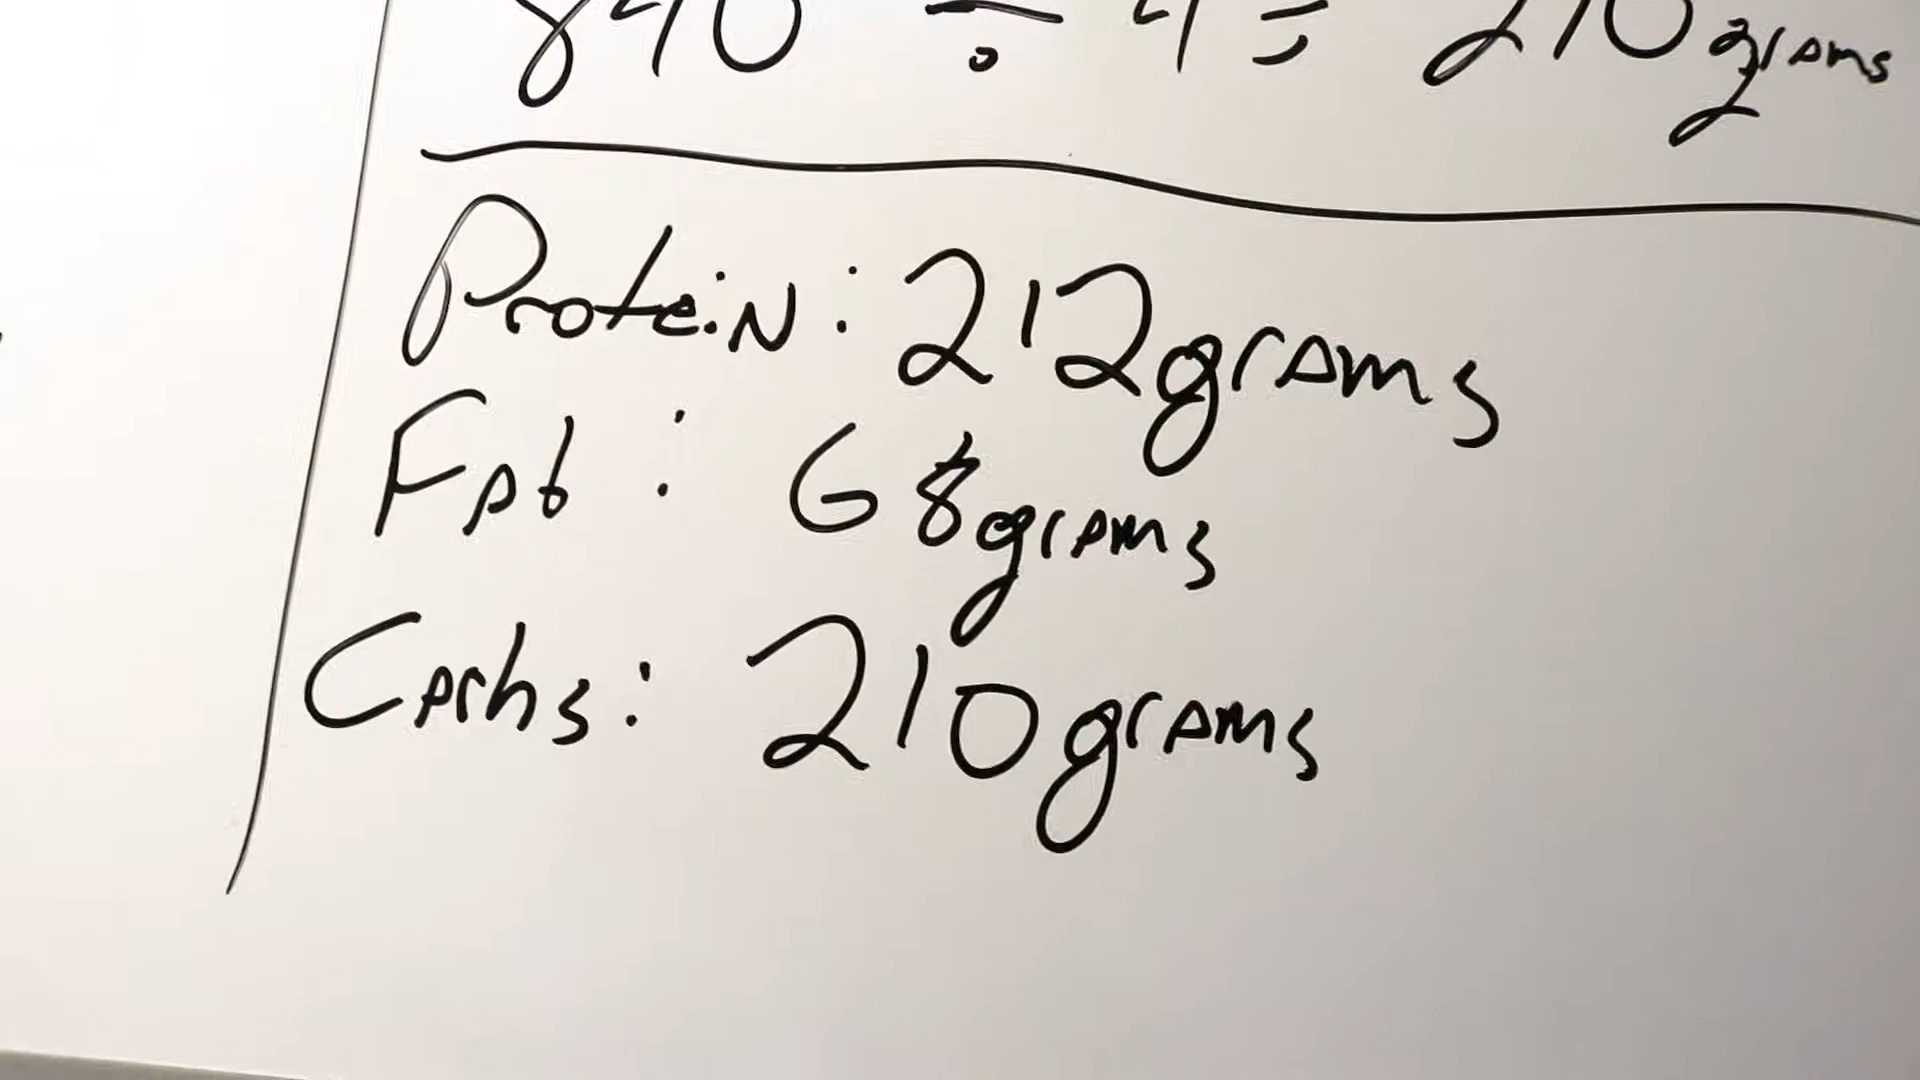 840 ÷ 4 = 210 grams
Protein: 212 grams
Fat: 68 grams
Carbs: 210 grams